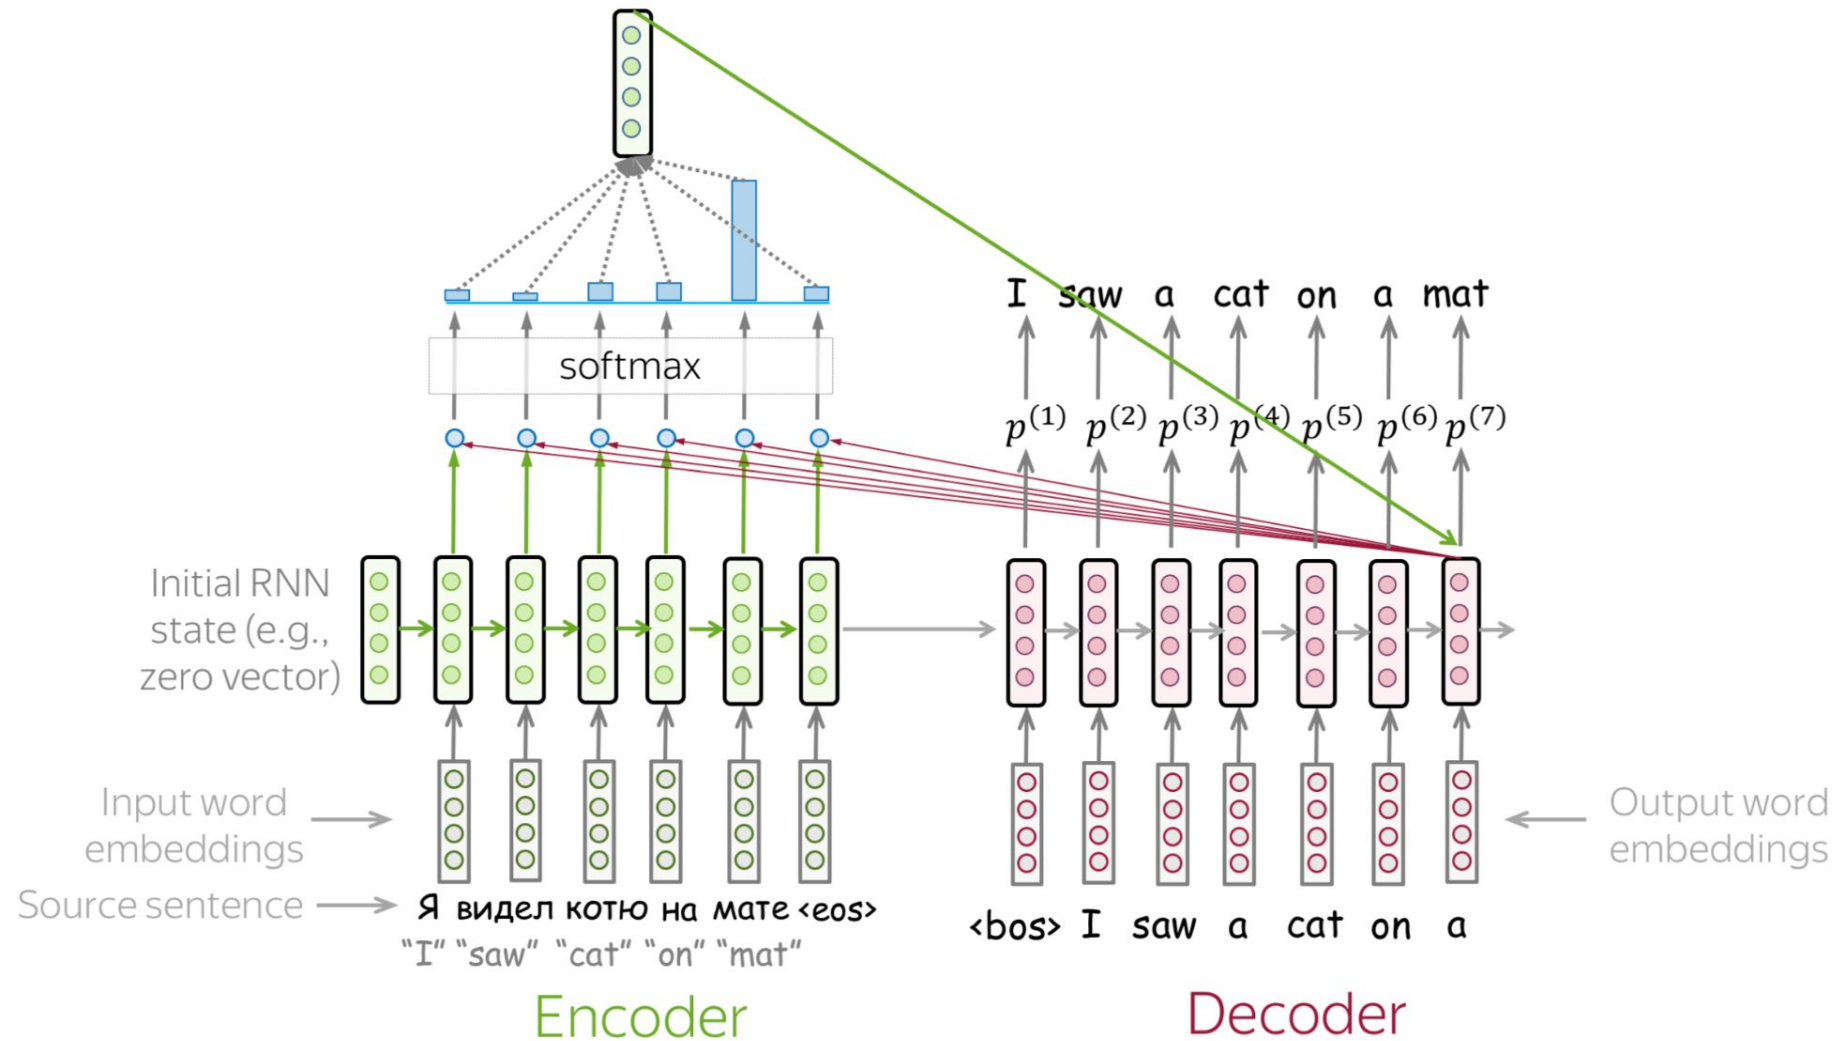 I saw a cat on a mat
softmax
p(1) p(2) p(3) p(4) p(5) p(6) p(7)
Initial RNN
state (e.g.,
zero vector)
Input word
embeddings
Output word
embeddings
Source sentence
Я видел котю на мате <eos>
“I” “saw” “cat” “on” “mat”
<bos> I saw a cat on a
Encoder
Decoder